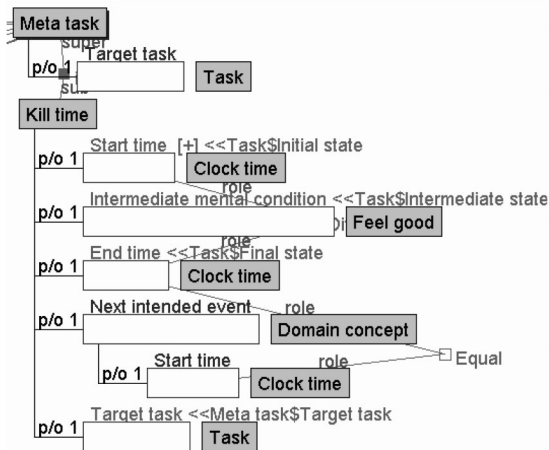 Meta task
super
Target task
p/o 1
Task
sub
Kill time
Start time [+] <<Task$Initial state
p/o 1
Clock time
role
Intermediate mental condition <<Task$Intermediate state
p/o 1
Feel good
role
End time <<Task$Final state
p/o 1
Clock time
Next intended event
role
p/o 1
Domain concept
Start time
role
Equal
p/o 1
Clock time
Target task <<Meta task$Target task
p/o 1
Task